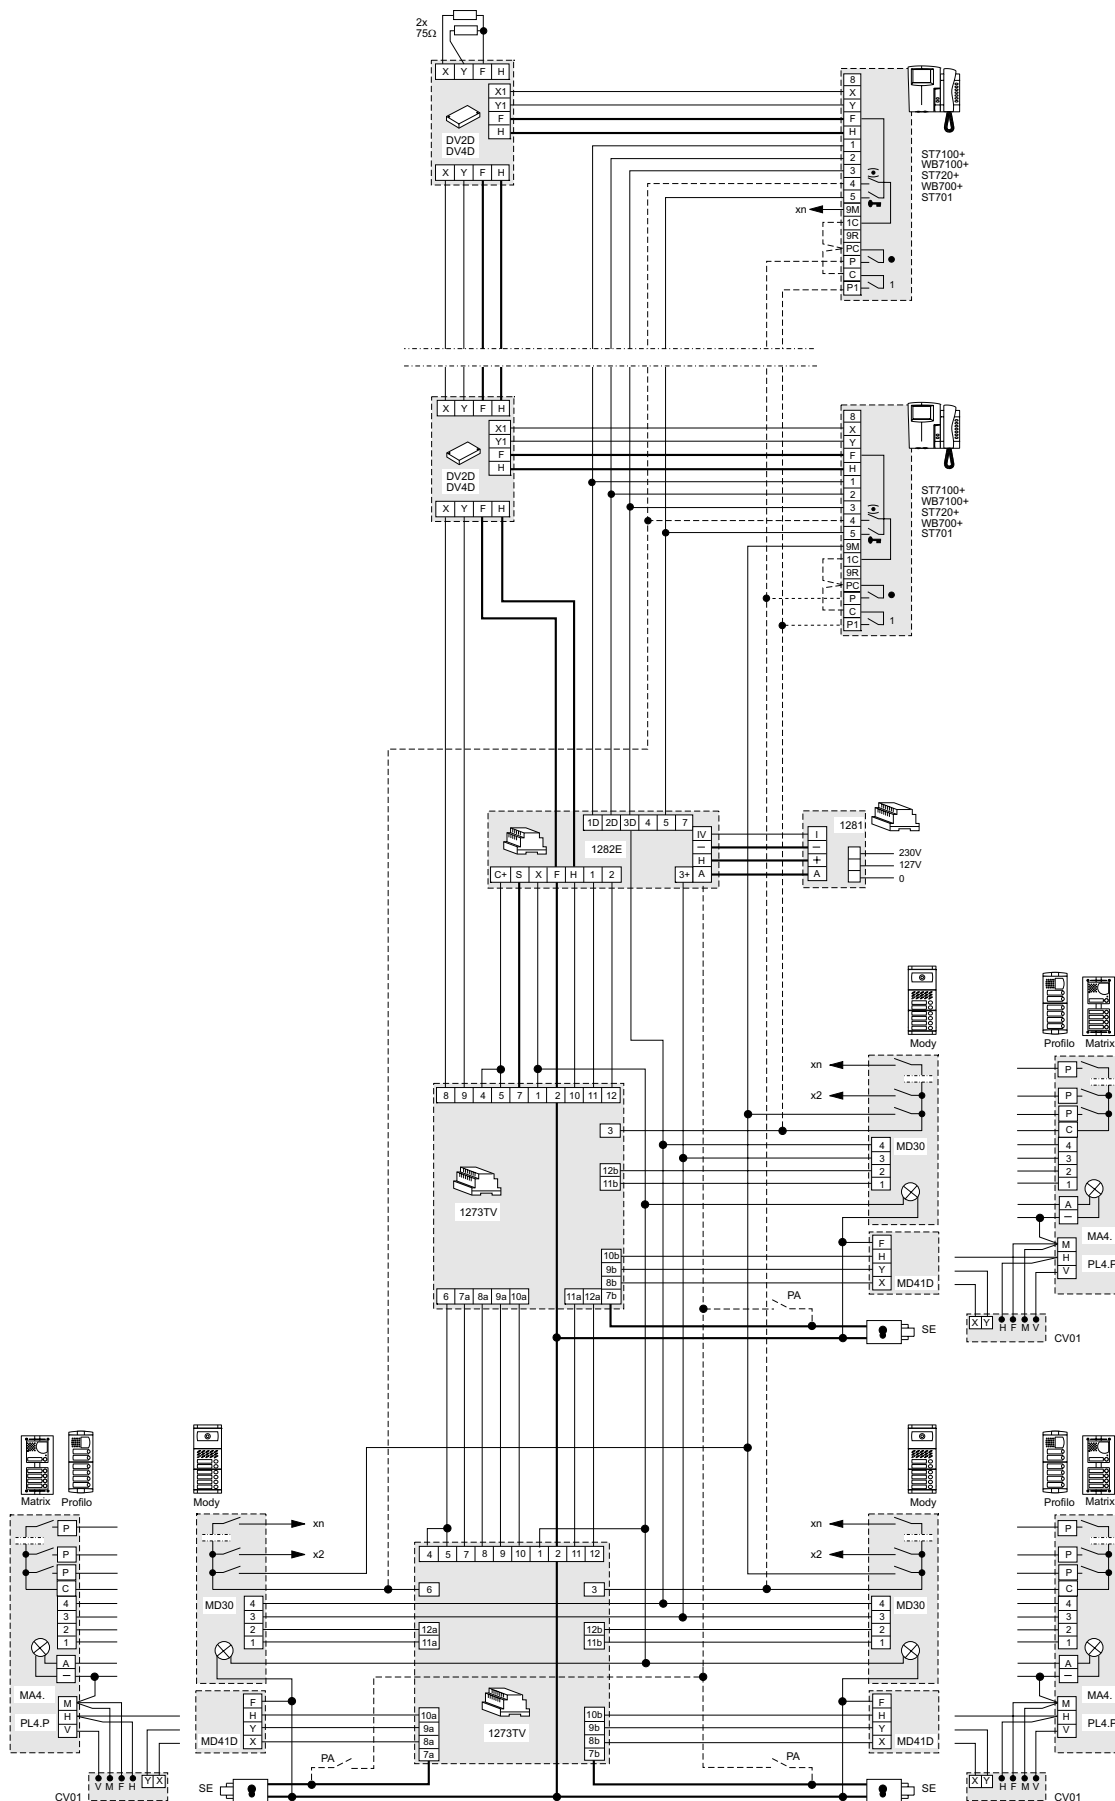 2x
75Ω
X Y F H
X1
Y1
F
H
DV2D
DV4D
X Y F H
8
X
Y
F
H
1
2
3
4
5
9M
1C
9R
PC
P
C
P1
xn
1
ST7100+
WB7100+
ST720+
WB700+
ST701
X Y F H
X1
Y1
F
H
DV2D
DV4D
X Y F H
8
X
Y
F
H
1
2
3
4
5
9M
1C
9R
PC
P
C
P1
1
ST7100+
WB7100+
ST720+
WB700+
ST701
1D 2D 3D 4 5 7
IV
–
H
3+ A
1282E
C+ S X F H 1 2
1281
I
–
+
A
230V
127V
0
Mody
Profilo Matrix
8 9 4 5 7 1 2 10 11 12
3
12b
11b
1273TV
10b
9b
8b
7b
6 7a 8a 9a 10a 11a 12a
xn
x2
4
3
2
1
MD30
F
H
Y
X
MD41D
PA
SE
P
P
P
C
4
3
2
1
A
–
M
H
V
MA4.
PL4.P
X Y H F M V
CV01
Matrix Profilo
Mody
Mody
Profilo Matrix
P
P
P
C
4
3
2
1
A
–
M
H
V
MA4.
PL4.P
V M F H Y X
CV01
xn
x2
MD30
4
3
2
1
F
H
Y
X
MD41D
PA
SE
4 5 7 8 9 10 1 2 11 12
6
3
12a
11a
12b
11b
10a
9a
8a
7a
1273TV
10b
9b
8b
7b
xn
x2
4
3
2
1
MD30
F
H
Y
X
MD41D
PA
SE
P
P
P
C
4
3
2
1
A
–
M
H
V
MA4.
PL4.P
X Y H F M V
CV01